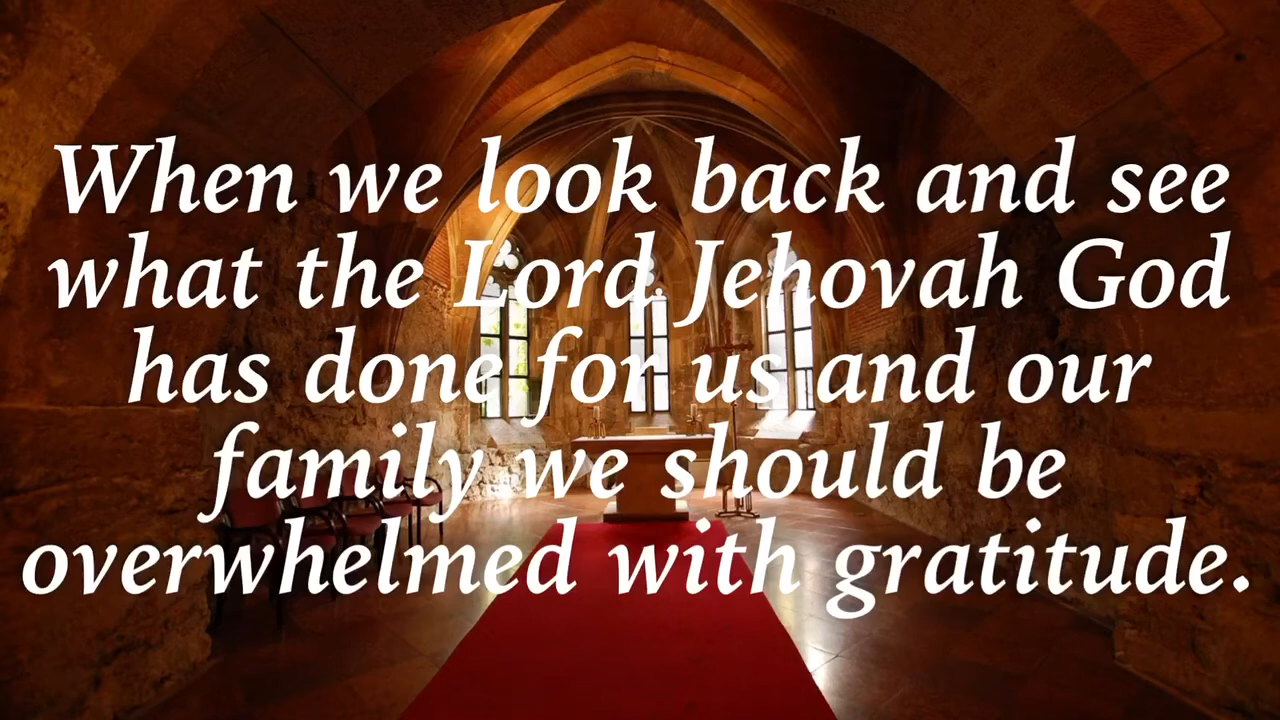 When we look back and see
what the Lord Jehovah God
has done for us and our
family we should be
overwhelmed with gratitude.